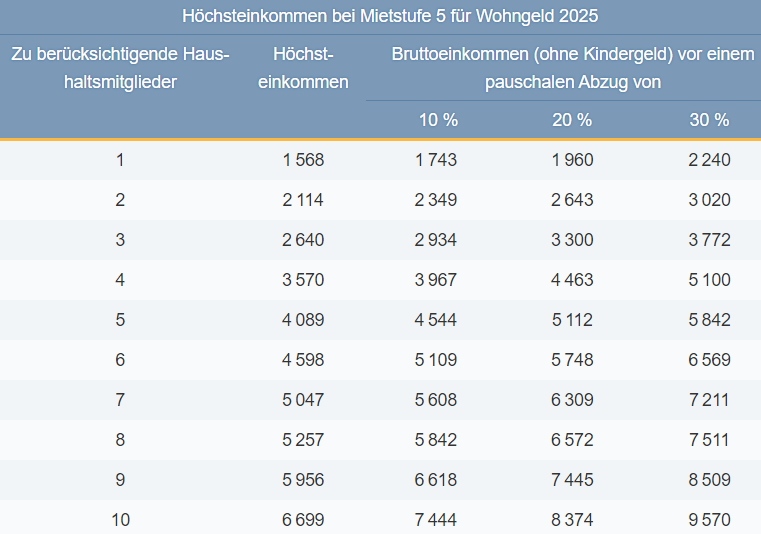 Höchsteinkommen bei Mietstufe 5 für Wohngeld 2025
Zu berücksichtigende Haus-
haltsmitglieder
Höchst-
einkommen
Bruttoeinkommen (ohne Kindergeld) vor einem
pauschalen Abzug von
10 % 20 % 30 %
1 1 568 1 743 1 960 2 240
2 2 114 2 349 2 643 3 020
3 2 640 2 934 3 300 3 772
4 3 570 3 967 4 463 5 100
5 4 089 4 544 5 112 5 842
6 4 598 5 109 5 748 6 569
7 5 047 5 608 6 309 7 211
8 5 257 5 842 6 572 7 511
9 5 956 6 618 7 445 8 509
10 6 699 7 444 8 374 9 570